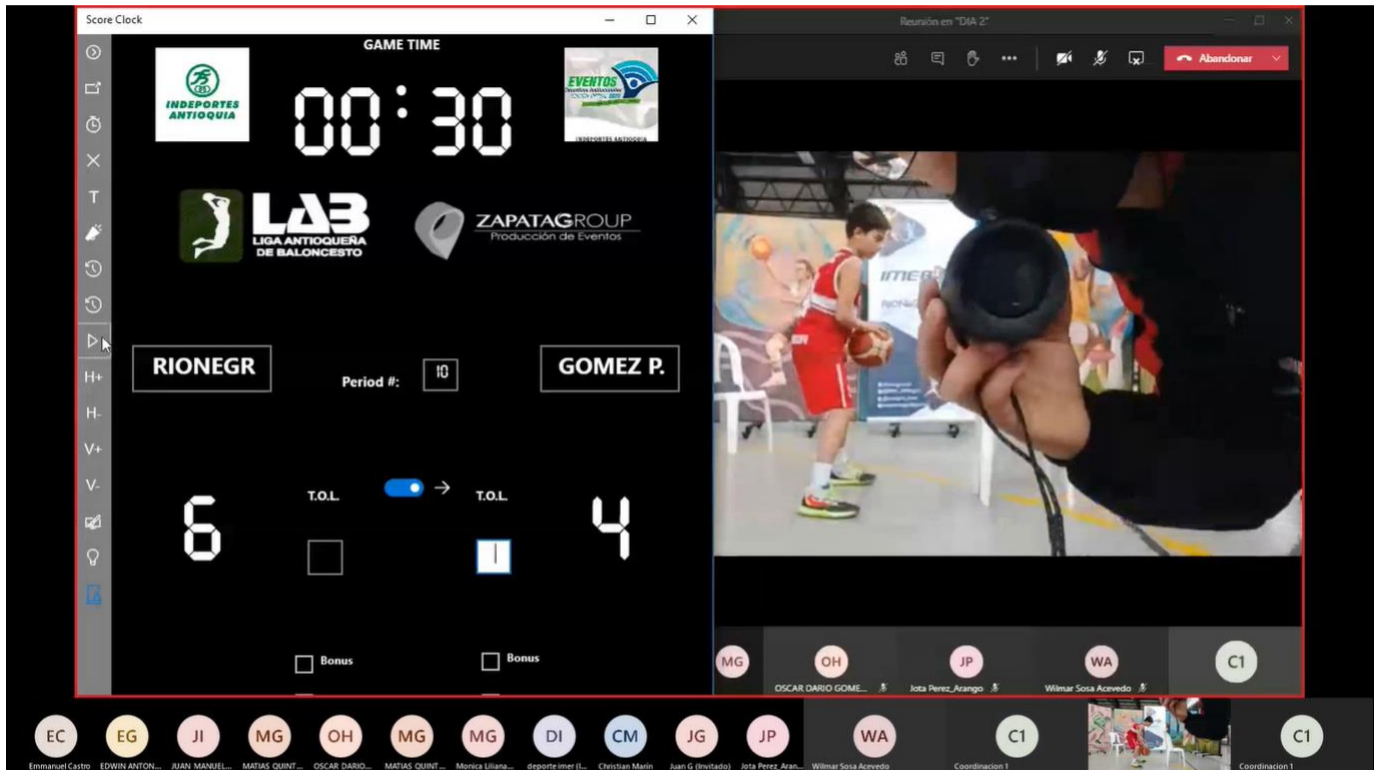 Score Clock
Reunión en "DIA 2"
GAME TIME
00:30
INDEPORTES
ANTIOQUIA
EVENTOS
INDEPORTES ANTIOQUIA
Abandonar
LAB
LIGA ANTIOQUEÑA
DE BALONCESTO
ZAPATAGROUP
Producción de Eventos
T
H+
H-
V+
V-
RIONEGR
Period #:
10
GOMEZ P.
6
T.O.L.
T.O.L.
4
Bonus
Bonus
IMER
MG
OH
JP
WA
C1
OSCAR DARIO GOME...
Jota Perez_Arango
Wilmar Sosa Acevedo
EC
EG
JI
MG
OH
MG
MG
DI
CM
JG
JP
WA
C1
C1
Emmanuel Castro
EDWIN ANTON...
JUAN MANUEL...
MATIAS QUINT...
OSCAR DARIO...
MATIAS QUINT...
Monica Liliana...
deporte imer (I...
Christian Marin
Juan G (Invitado)
Jota Perez_Aran...
Wilmar Sosa Acevedo
Coordinacion 1
Coordinacion 1